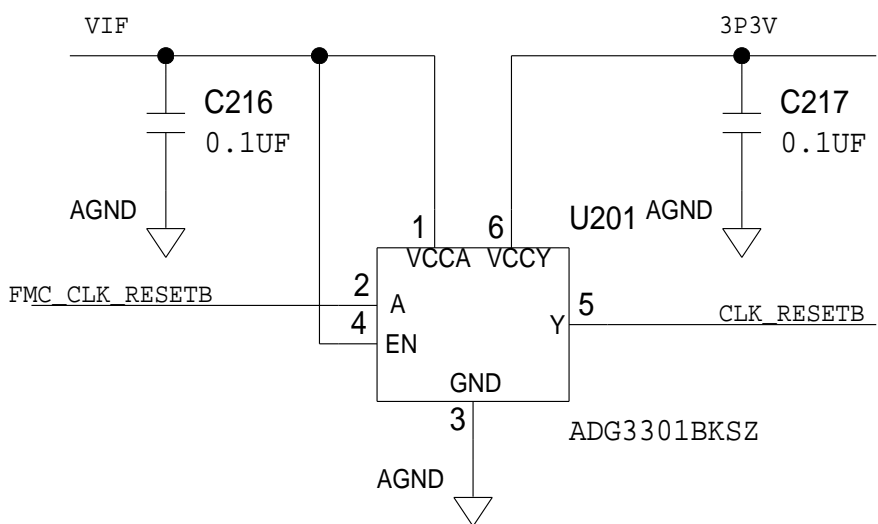 VIF
3P3V
C216
0.1UF
C217
0.1UF
AGND
1
6
U201
AGND
VCCA
VCCY
FMC_CLK_RESETB
2
A
5
CLK_RESETB
4
EN
Y
GND
3
ADG3301BKSZ
AGND